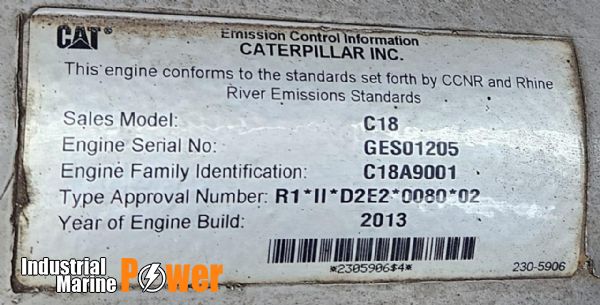 CAT®
Emission Control Information
CATERPILLAR INC.
This engine conforms to the standards set forth by CCNR and Rhine
River Emissions Standards
Sales Model: C18
Engine Serial No: GES01205
Engine Family Identification: C18A9001
Type Approval Number: R1*II*D2E2*0080*02
Year of Engine Build: 2013
*2305906$4*
230-5906
Industrial
Marine Power